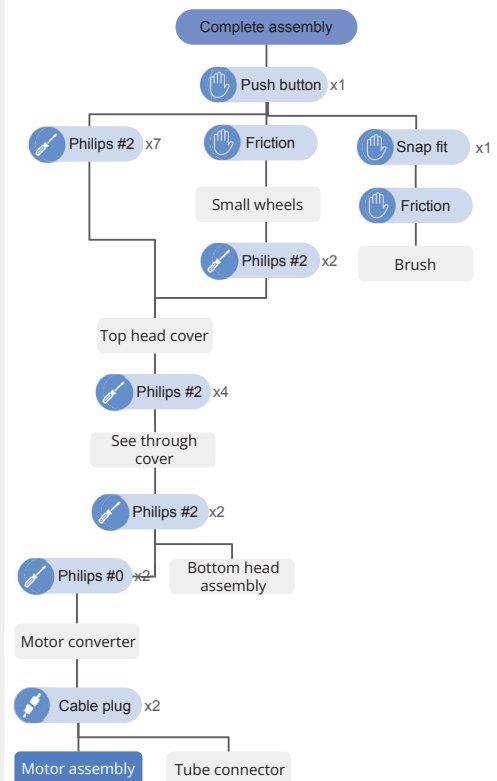 Complete assembly
Push button x1
Philips #2 x7
Friction
Snap fit x1
Small wheels
Friction
Philips #2 x2
Brush
Top head cover
Philips #2 x4
See through
cover
Philips #2 x2
Bottom head
assembly
Philips #0 x2
Motor converter
Cable plug x2
Motor assembly
Tube connector